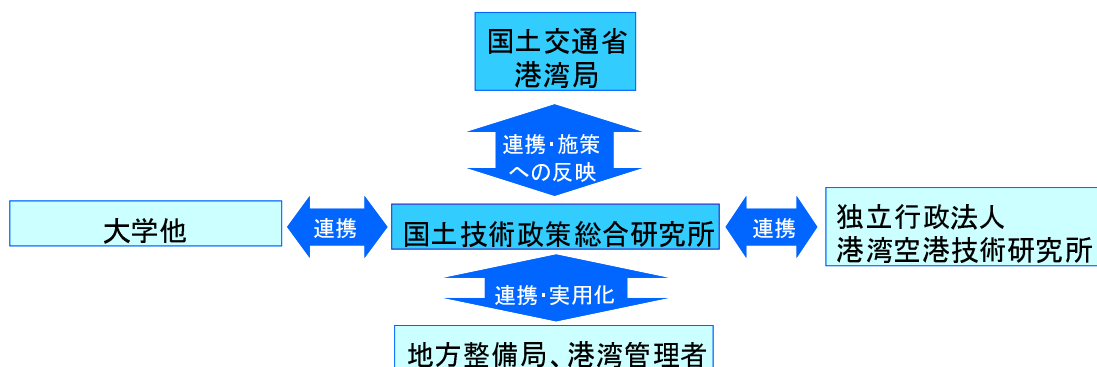 国土交通省
港湾局
連携・施策
への反映
大学他
連携
国土技術政策総合研究所
連携
独立行政法人
港湾空港技術研究所
連携・実用化
地方整備局、港湾管理者